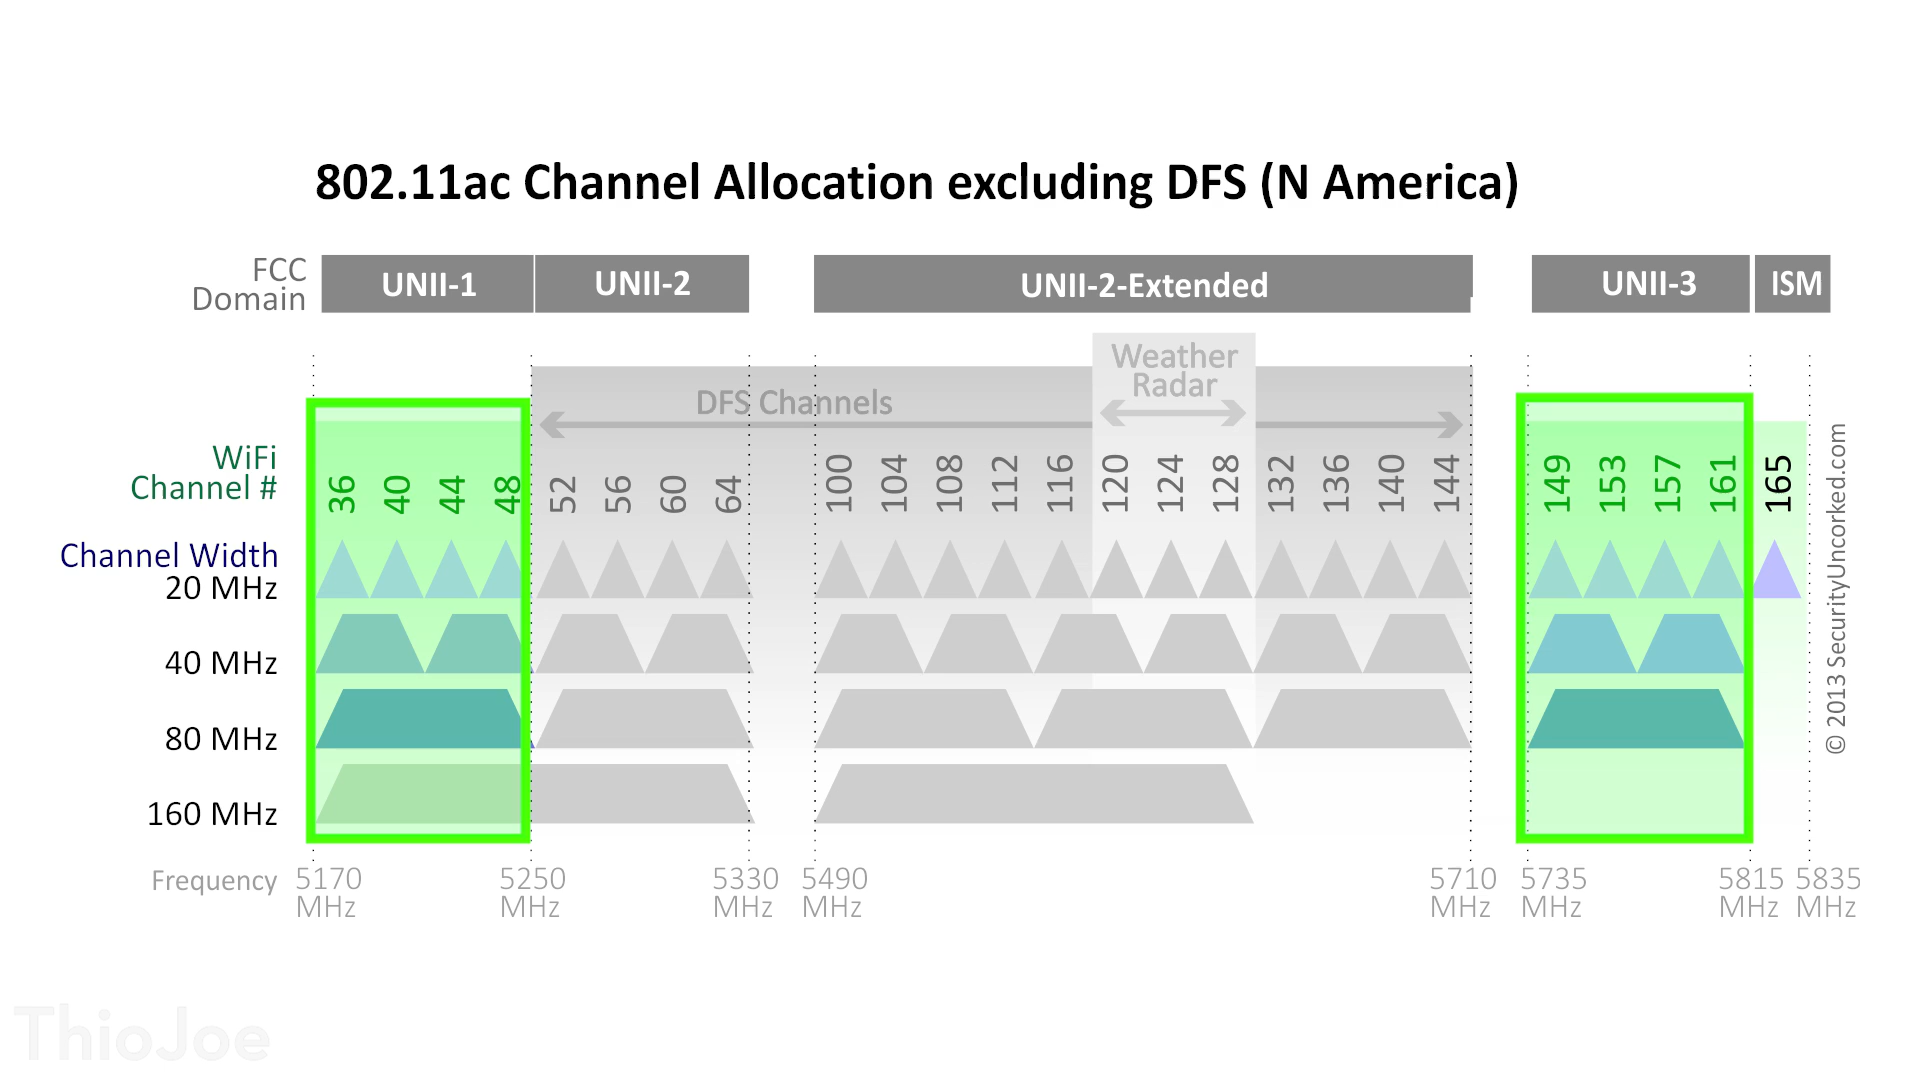 802.11ac Channel Allocation excluding DFS (N America)
FCC
Domain
UNII-1
UNII-2
UNII-2-Extended
UNII-3
ISM
Weather
Radar
DFS Channels
WiFi
Channel #
36 40 44 48 52 56 60 64 100 104 108 112 116 120 124 128 132 136 140 144 149 153 157 161 165
Channel Width
20 MHz
40 MHz
80 MHz
160 MHz
Frequency
5170
MHz
5250
MHz
5330
MHz
5490
MHz
5710
MHz
5735
MHz
5815
MHz
5835
MHz
© 2013 SecurityUncorked.com
ThioJoe